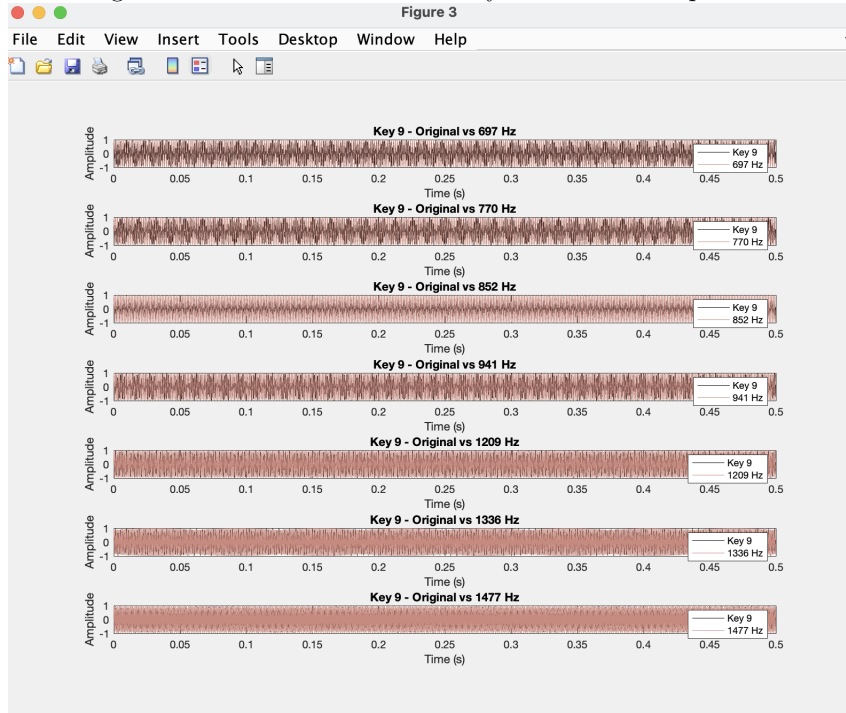 Figure 3
File Edit View Insert Tools Desktop Window Help
Key 9 - Original vs 697 Hz
Amplitude
1
0
-1
Key 9
697 Hz
0 0.05 0.1 0.15 0.2 0.25 0.3 0.35 0.4 0.45 0.5
Time (s)
Key 9 - Original vs 770 Hz
Amplitude
1
0
-1
Key 9
770 Hz
0 0.05 0.1 0.15 0.2 0.25 0.3 0.35 0.4 0.45 0.5
Time (s)
Key 9 - Original vs 852 Hz
Amplitude
1
0
-1
Key 9
852 Hz
0 0.05 0.1 0.15 0.2 0.25 0.3 0.35 0.4 0.45 0.5
Time (s)
Key 9 - Original vs 941 Hz
Amplitude
1
0
-1
Key 9
941 Hz
0 0.05 0.1 0.15 0.2 0.25 0.3 0.35 0.4 0.45 0.5
Time (s)
Key 9 - Original vs 1209 Hz
Amplitude
1
0
-1
Key 9
1209 Hz
0 0.05 0.1 0.15 0.2 0.25 0.3 0.35 0.4 0.45 0.5
Time (s)
Key 9 - Original vs 1336 Hz
Amplitude
1
0
-1
Key 9
1336 Hz
0 0.05 0.1 0.15 0.2 0.25 0.3 0.35 0.4 0.45 0.5
Time (s)
Key 9 - Original vs 1477 Hz
Amplitude
1
0
-1
Key 9
1477 Hz
0 0.05 0.1 0.15 0.2 0.25 0.3 0.35 0.4 0.45 0.5
Time (s)